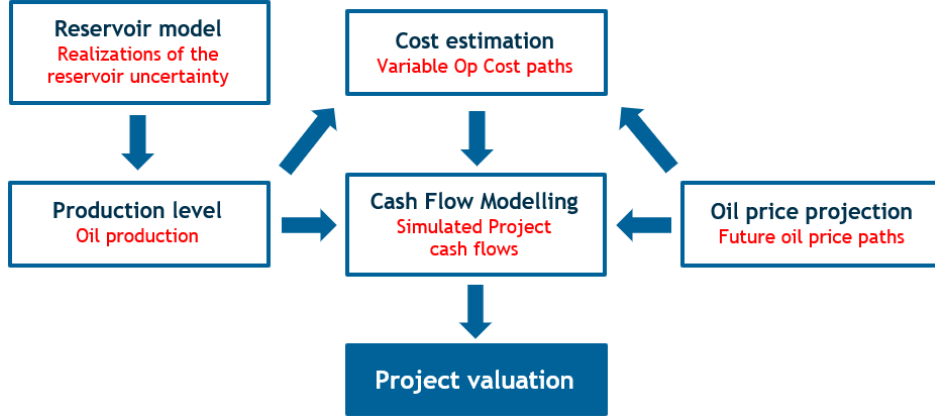 Reservoir model
Realizations of the
reservoir uncertainty
Cost estimation
Variable Op Cost paths
Production level
Oil production
Cash Flow Modelling
Simulated Project
cash flows
Oil price projection
Future oil price paths
Project valuation